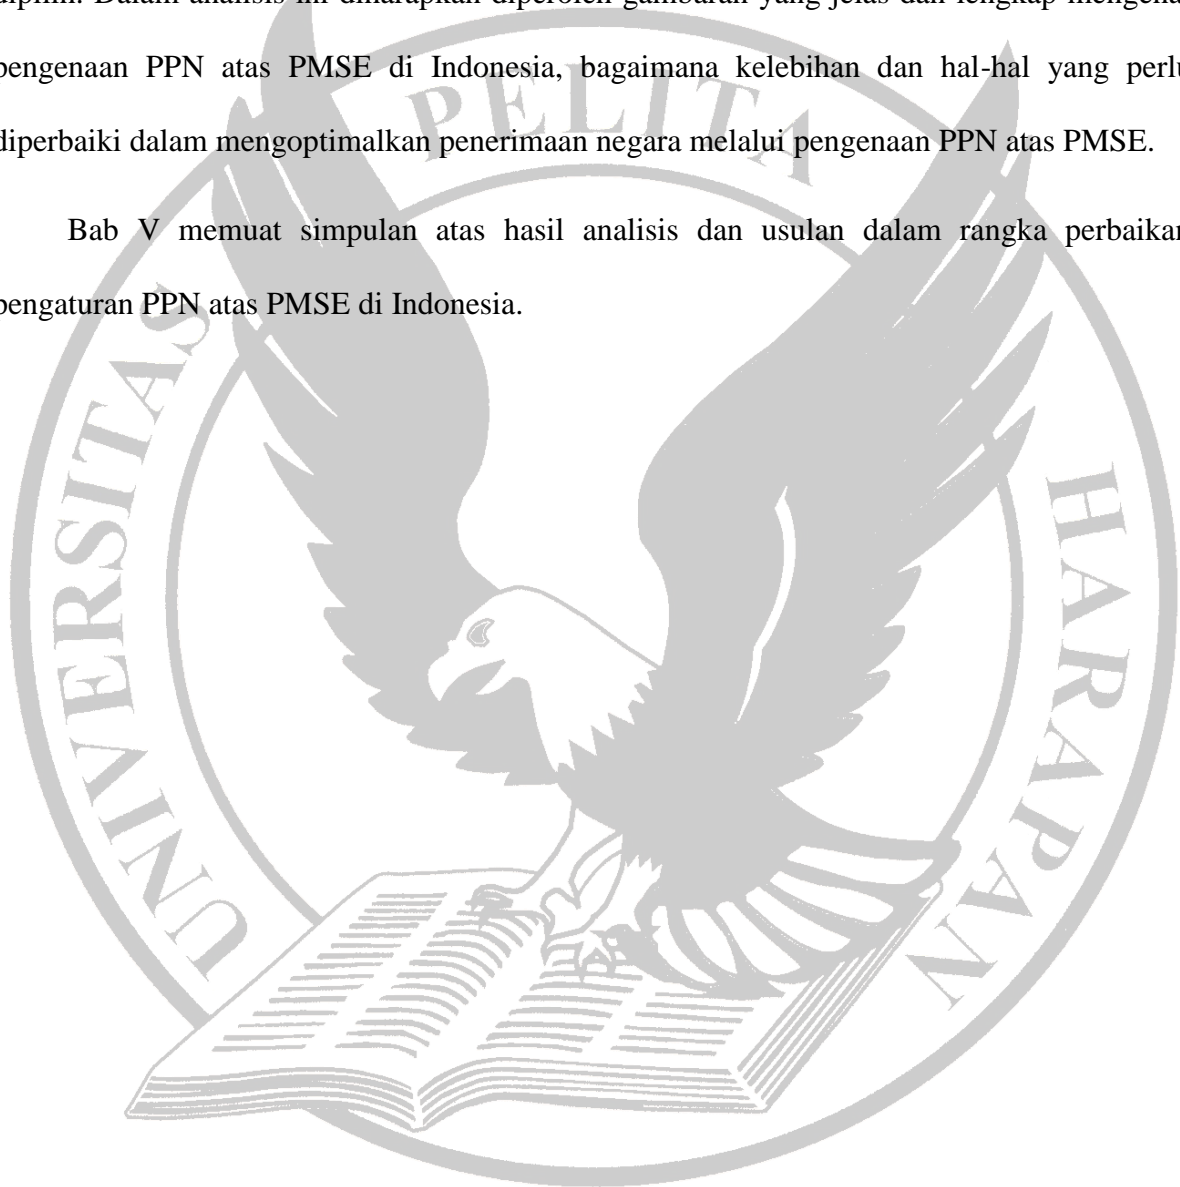 dipilih. Dalam analisis ini diharapkan diperoleh gambaran yang jelas dan lengkap mengenai
pengenaan PPN atas PMSE di Indonesia, bagaimana kelebihan dan hal-hal yang perlu
diperbaiki dalam mengoptimalkan penerimaan negara melalui pengenaan PPN atas PMSE.
Bab V memuat simpulan atas hasil analisis dan usulan dalam rangka perbaikan
pengaturan PPN atas PMSE di Indonesia.
UNIVERSITAS PELITA HARAPAN